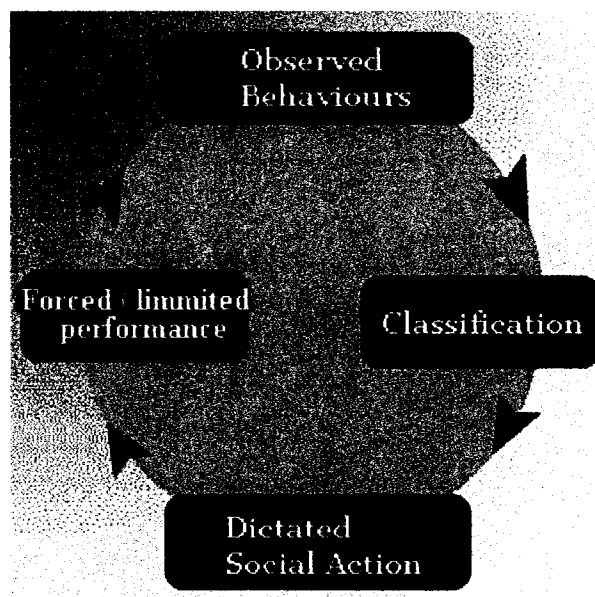 Observed
Behaviours
Classification
Dictated
Social Action
Forced limmited
performance